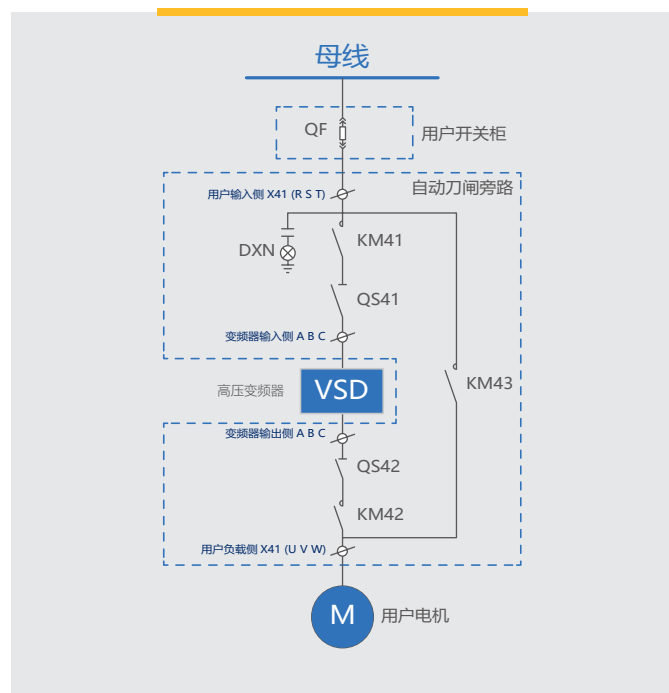 母线
QF
用户开关柜
自动刀闸旁路
用户输入侧 X41 (R S T)
DXN
KM41
QS41
变频器输入侧 A B C
高压变频器
VSD
KM43
变频器输出侧 A B C
QS42
KM42
用户负载侧 X41 (U V W)
M
用户电机